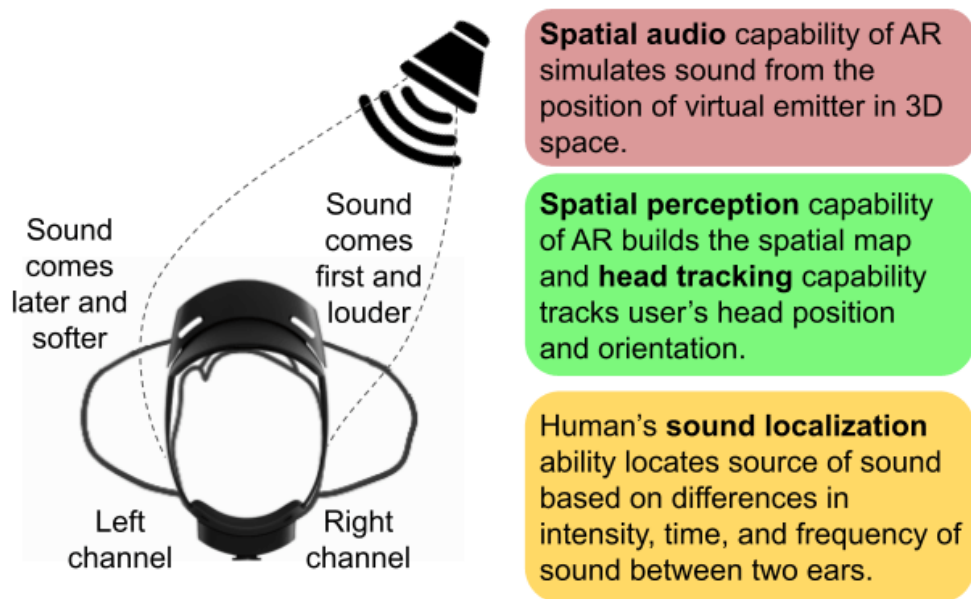 Sound
comes
later and
softer
Sound
comes
first and
louder
Left
channel
Right
channel
Spatial audio capability of AR
simulates sound from the
position of virtual emitter in 3D
space.
Spatial perception capability
of AR builds the spatial map
and head tracking capability
tracks user's head position
and orientation.
Human's sound localization
ability locates source of sound
based on differences in
intensity, time, and frequency of
sound between two ears.